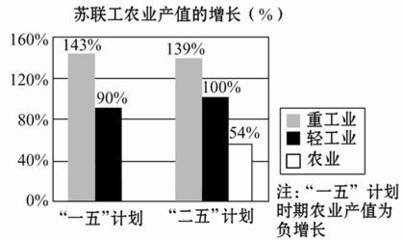 苏联工农业产值的增长（%）
160%
143%
139%
120%
100%
90%
80%
54%
40%
0%
“一五”计划
“二五”计划
重工业
轻工业
农业
注：“一五”计划
时期农业产值为
负增长